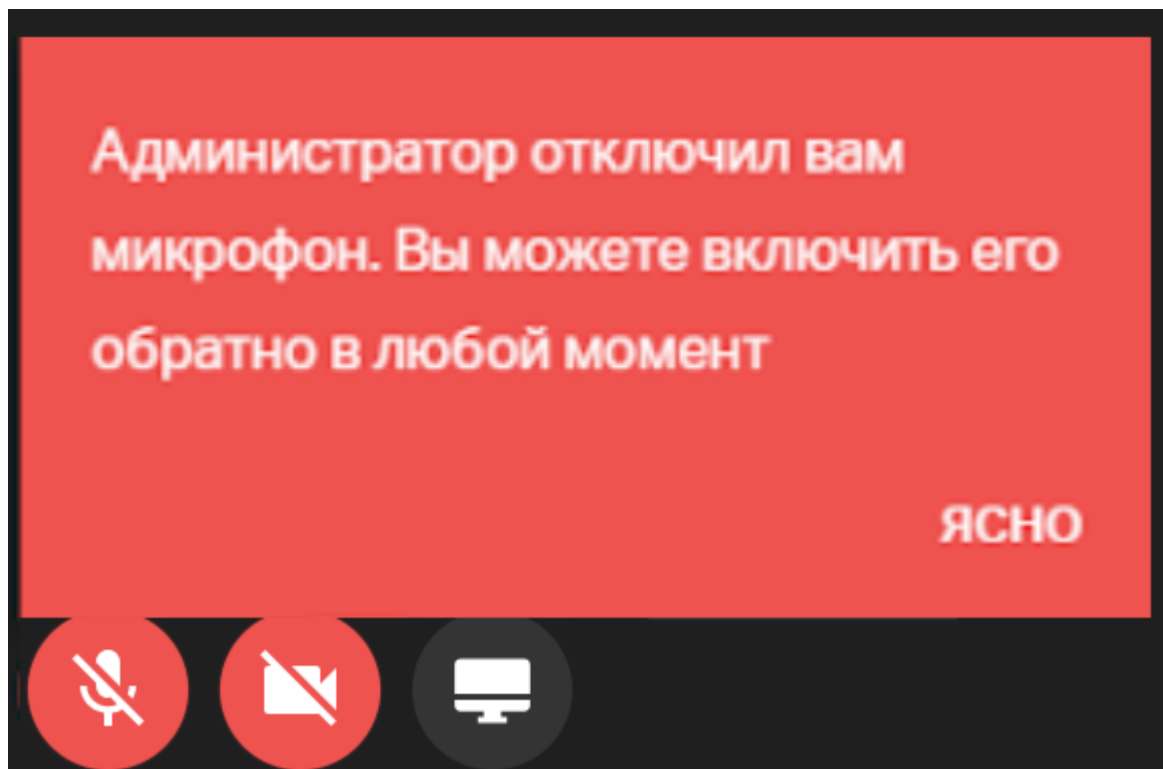 Администратор отключил вам
микрофон. Вы можете включить его
обратно в любой момент
ЯСНО